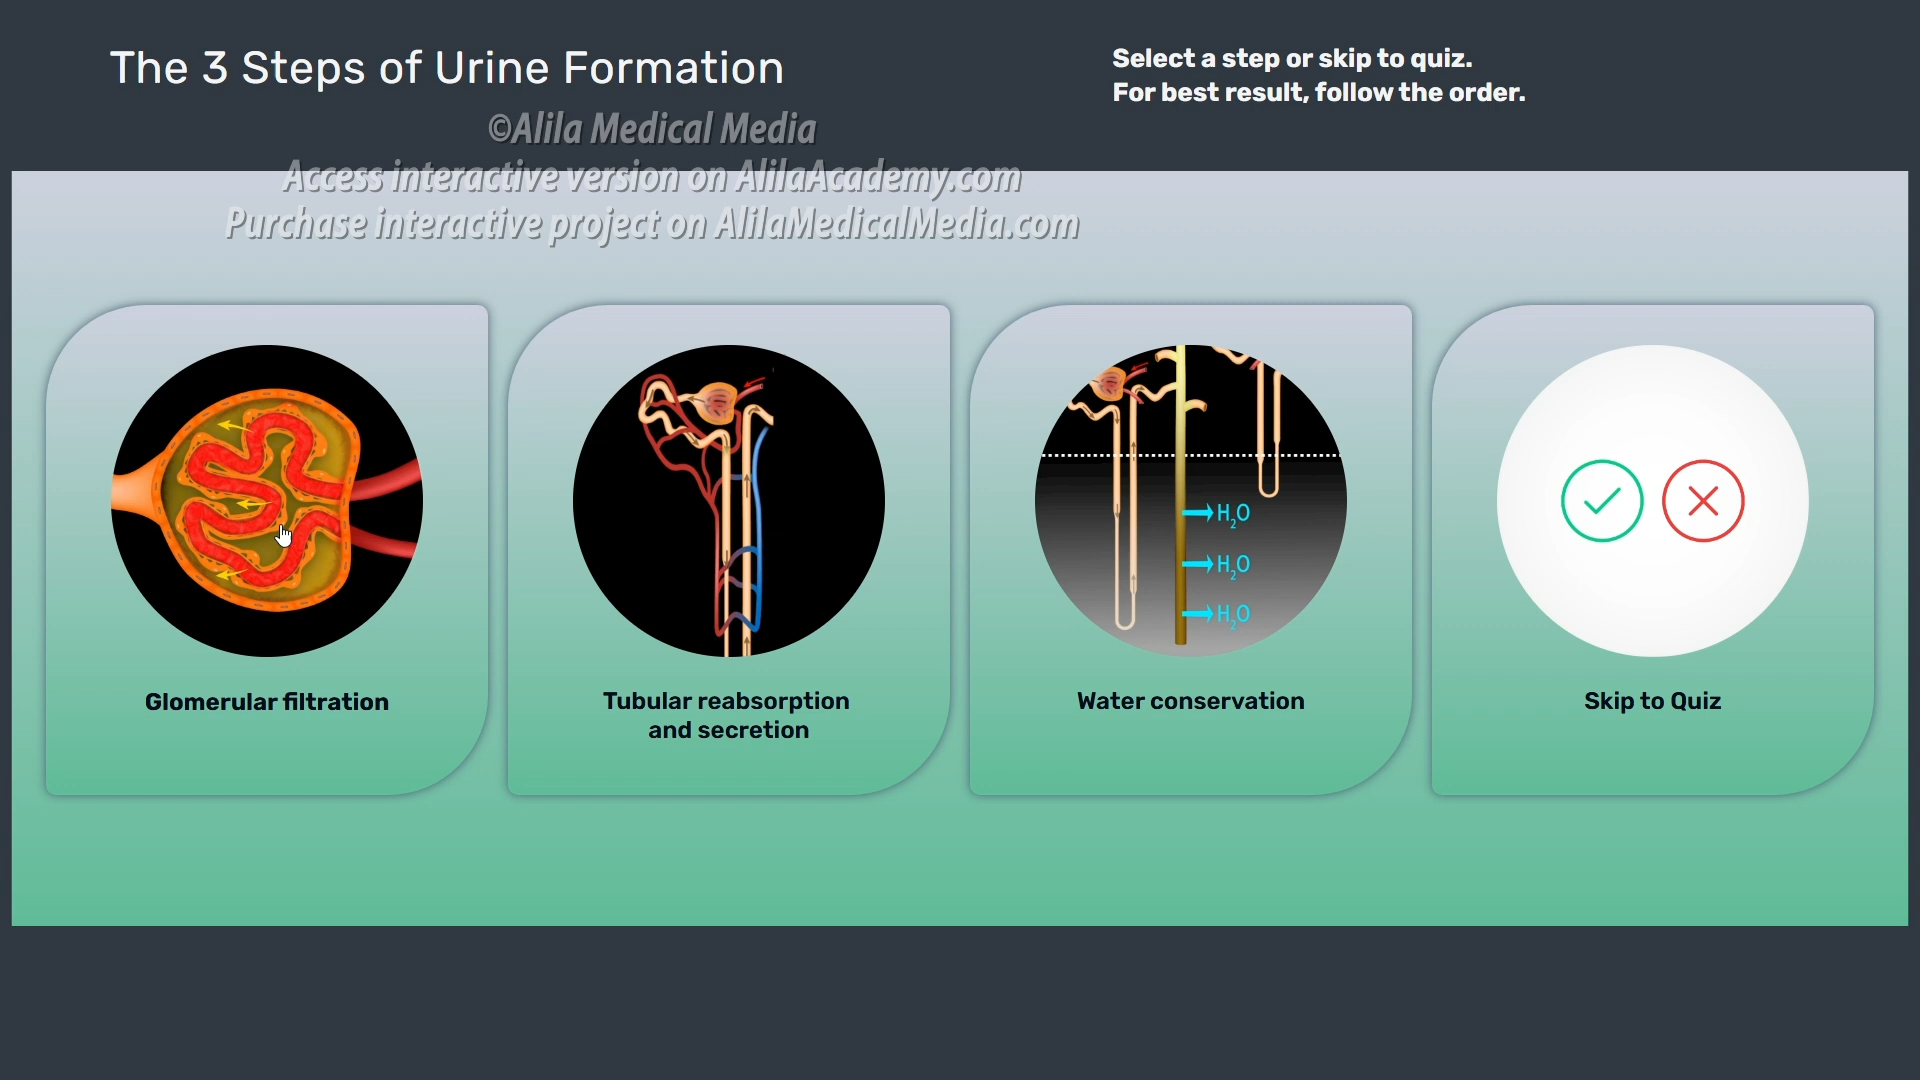 The 3 Steps of Urine Formation
Select a step or skip to quiz.
For best result, follow the order.
©Alila Medical Media
Access interactive version on AlilaAcademy.com
Purchase interactive project on AlilaMedicalMedia.com
H₂O
H₂O
H₂O
Glomerular filtration
Tubular reabsorption
and secretion
Water conservation
Skip to Quiz